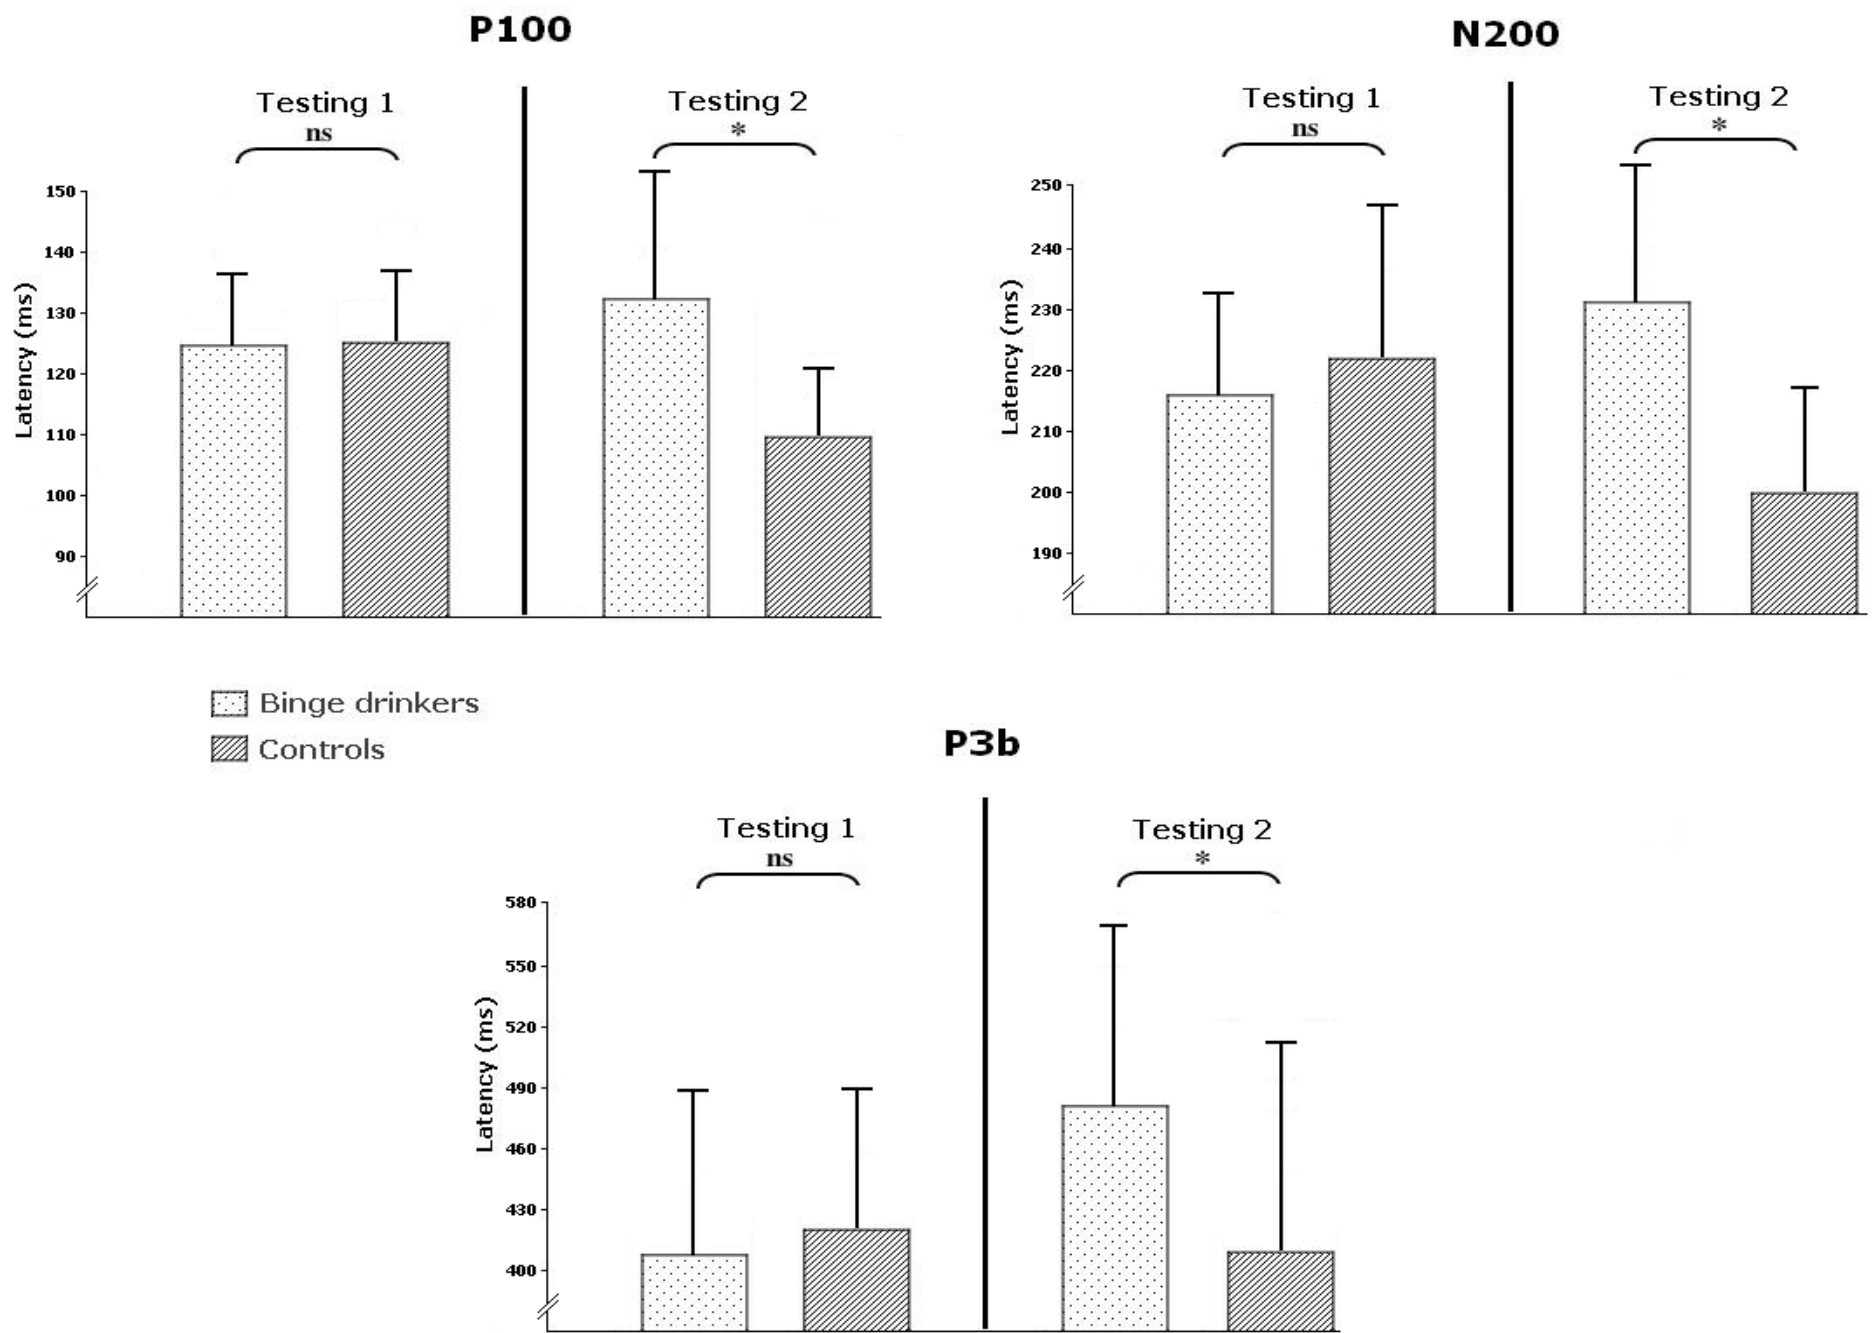 P100
Testing 1
ns
Testing 2
*
150
140
130
120
110
100
90
Latency (ms)
N200
Testing 1
ns
Testing 2
*
250
240
230
220
210
200
190
Latency (ms)
Binge drinkers
Controls
P3b
Testing 1
ns
Testing 2
*
580
550
520
490
460
430
400
Latency (ms)